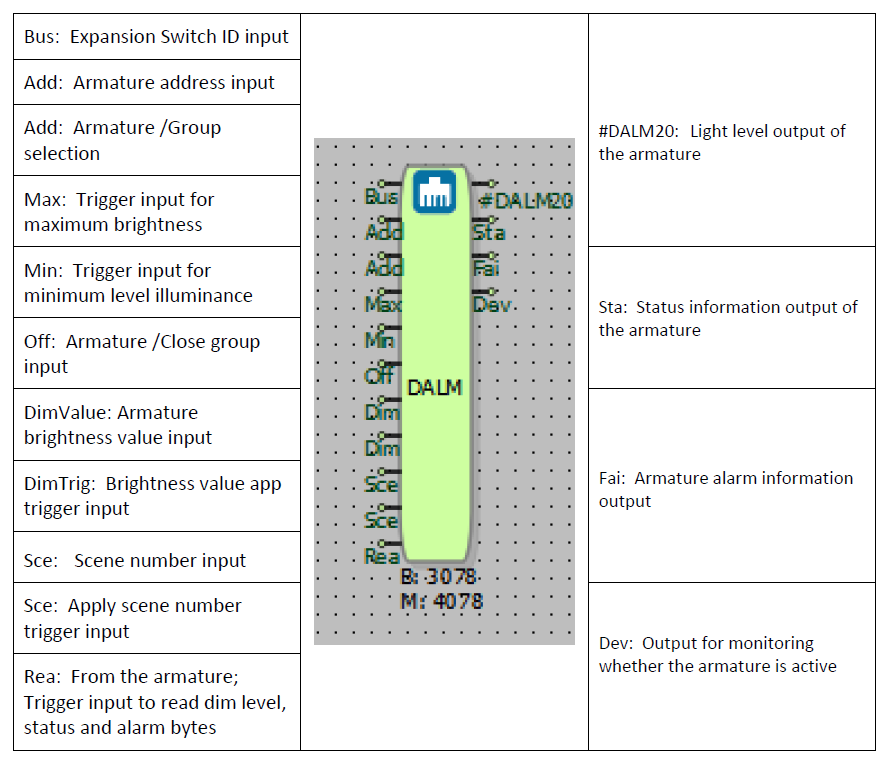 Bus: Expansion Switch ID input
Add: Armature address input
Add: Armature /Group
selection
Max: Trigger input for
maximum brightness
Min: Trigger input for
minimum level illuminance
Off: Armature /Close group
input
DimValue: Armature
brightness value input
DimTrig: Brightness value app
trigger input
Sce: Scene number input
Sce: Apply scene number
trigger input
Rea: From the armature;
Trigger input to read dim level,
status and alarm bytes
Bus
#DALM20
Add
Sta
Add
Fai
Max
Dev
Min
Off
DALM
Dim
Dim
Sce
Sce
Rea
B: 3078
M: 4078
#DALM20: Light level output of
the armature
Sta: Status information output of
the armature
Fai: Armature alarm information
output
Dev: Output for monitoring
whether the armature is active